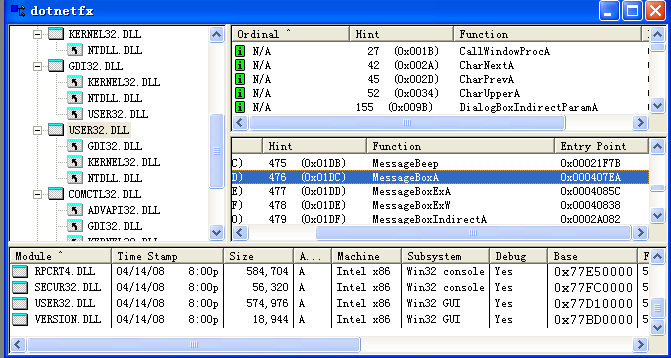 dotnetfx
KERNEL32.DLL
NTDLL.DLL
GDI32.DLL
KERNEL32.DLL
NTDLL.DLL
USER32.DLL
USER32.DLL
GDI32.DLL
KERNEL32.DLL
NTDLL.DLL
COMCTL32.DLL
ADVAPI32.DLL
GDI32.DLL
KERNEL32.DLL
Ordinal ^ Hint Function
N/A 27 (0x001B) CallWindowProcA
N/A 42 (0x002A) CharNextA
N/A 45 (0x002D) CharPrevA
N/A 52 (0x0034) CharUpperA
N/A 155 (0x009B) DialogBoxIndirectParamA
Hint Function Entry Point
C) 475 (0x01DB) MessageBeep 0x00021F7B
D) 476 (0x01DC) MessageBoxA 0x000407EA
E) 477 (0x01DD) MessageBoxExA 0x0004085C
F) 478 (0x01DE) MessageBoxExW 0x00040838
0) 479 (0x01DF) MessageBoxIndirectA 0x0002A082
Module ^ Time Stamp Size A... Machine Subsystem Debug Base F
RPCRT4.DLL 04/14/08 8:00p 584,704 A Intel x86 Win32 console Yes 0x77E50000 5
SECUR32.DLL 04/14/08 8:00p 56,320 A Intel x86 Win32 console Yes 0x77FC0000 5
USER32.DLL 04/14/08 8:00p 574,976 A Intel x86 Win32 GUI Yes 0x77D10000 5
VERSION.DLL 04/14/08 8:00p 18,944 A Intel x86 Win32 GUI Yes 0x77BD0000 5